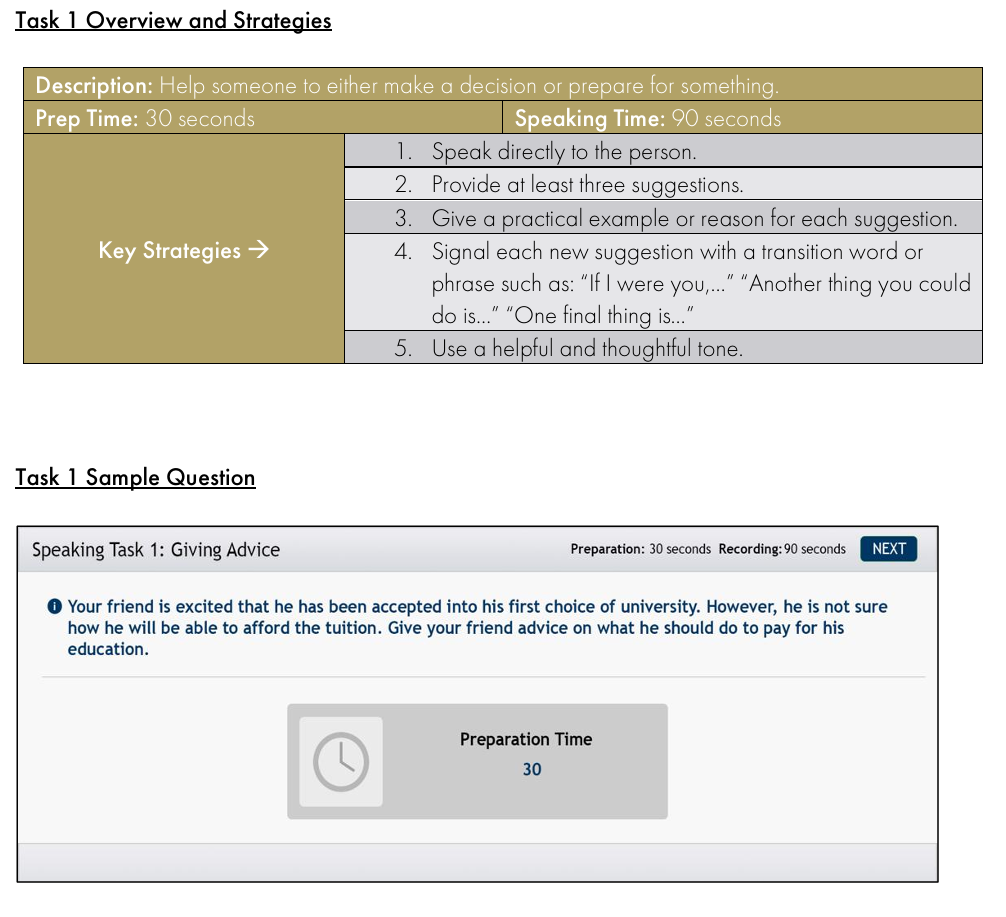 Task 1 Overview and Strategies
Description: Help someone to either make a decision or prepare for something.
Prep Time: 30 seconds
Speaking Time: 90 seconds
Key Strategies →
1. Speak directly to the person.
2. Provide at least three suggestions.
3. Give a practical example or reason for each suggestion.
4. Signal each new suggestion with a transition word or
phrase such as: “If I were you,...” “Another thing you could
do is...” “One final thing is...”
5. Use a helpful and thoughtful tone.
Task 1 Sample Question
Speaking Task 1: Giving Advice
Preparation: 30 seconds Recording: 90 seconds
NEXT
Your friend is excited that he has been accepted into his first choice of university. However, he is not sure
how he will be able to afford the tuition. Give your friend advice on what he should do to pay for his
education.
Preparation Time
30